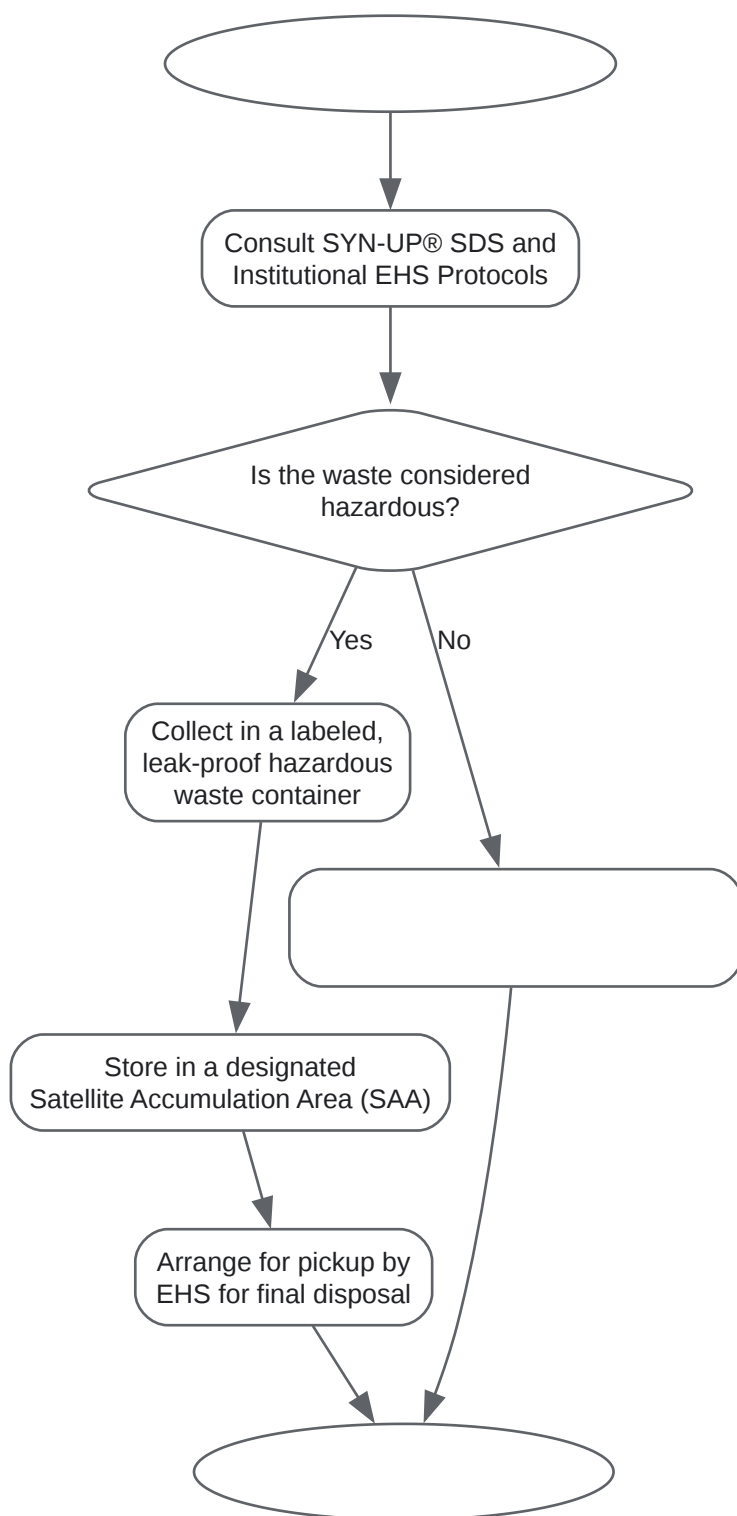 Consult SYN-UP® SDS and
Institutional EHS Protocols
Is the waste considered
hazardous?
Yes
No
Collect in a labeled,
leak-proof hazardous
waste container
Store in a designated
Satellite Accumulation Area (SAA)
Arrange for pickup by
EHS for final disposal